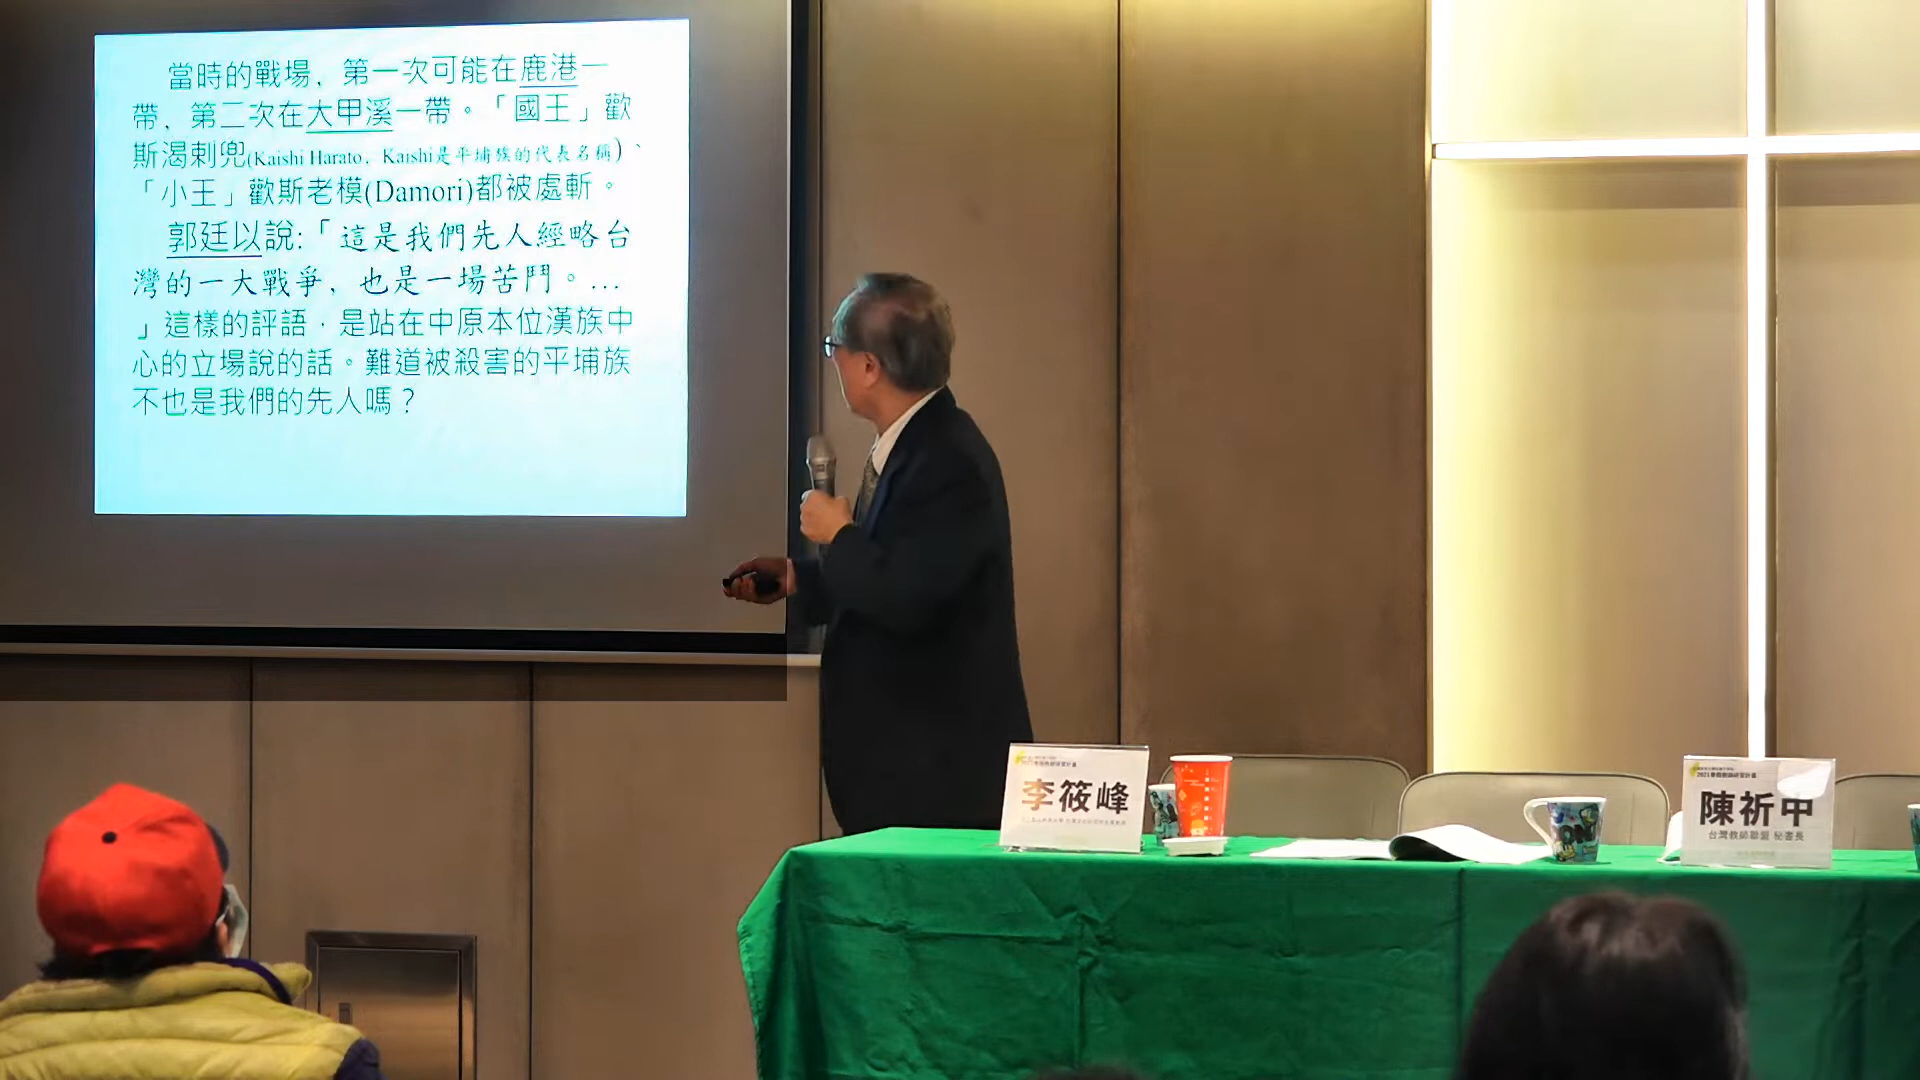 當時的戰場，第一次可能在鹿港一
帶，第二次在大甲溪一帶。「國王」歡
斯渴剌兜(Kaishi Harato，Kaishi是平埔族的代表名稱)、
「小王」歡斯老模(Damori)都被處斬。
郭廷以說:「這是我們先人經略台
灣的一大戰爭，也是一場苦鬥。...
」這樣的評語，是站在中原本位漢族中
心的立場說的話。難道被殺害的平埔族
不也是我們的先人嗎？
李筱峰
陳祈中
台灣教師聯盟 秘書長